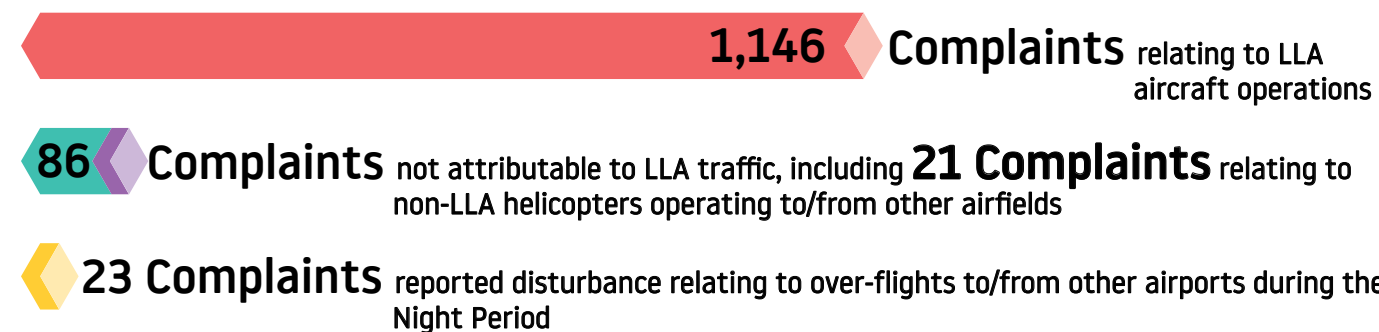 1,146 Complaints relating to LLA
aircraft operations
86 Complaints not attributable to LLA traffic, including 21 Complaints relating to
non-LLA helicopters operating to/from other airfields
23 Complaints reported disturbance relating to over-flights to/from other airports during the
Night Period